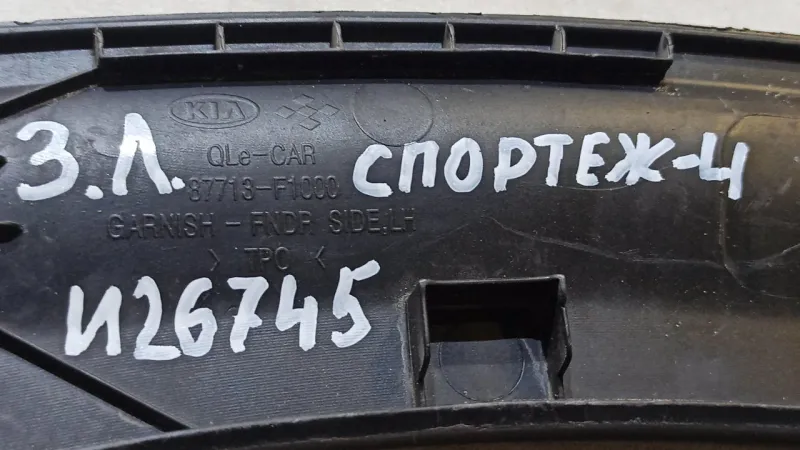 KIA
QLe-CAR
З.Л. СПОРТЕЖ-4
87713-F1000
GARNISH - FNDR SIDE,LH
> TPO <
И26745